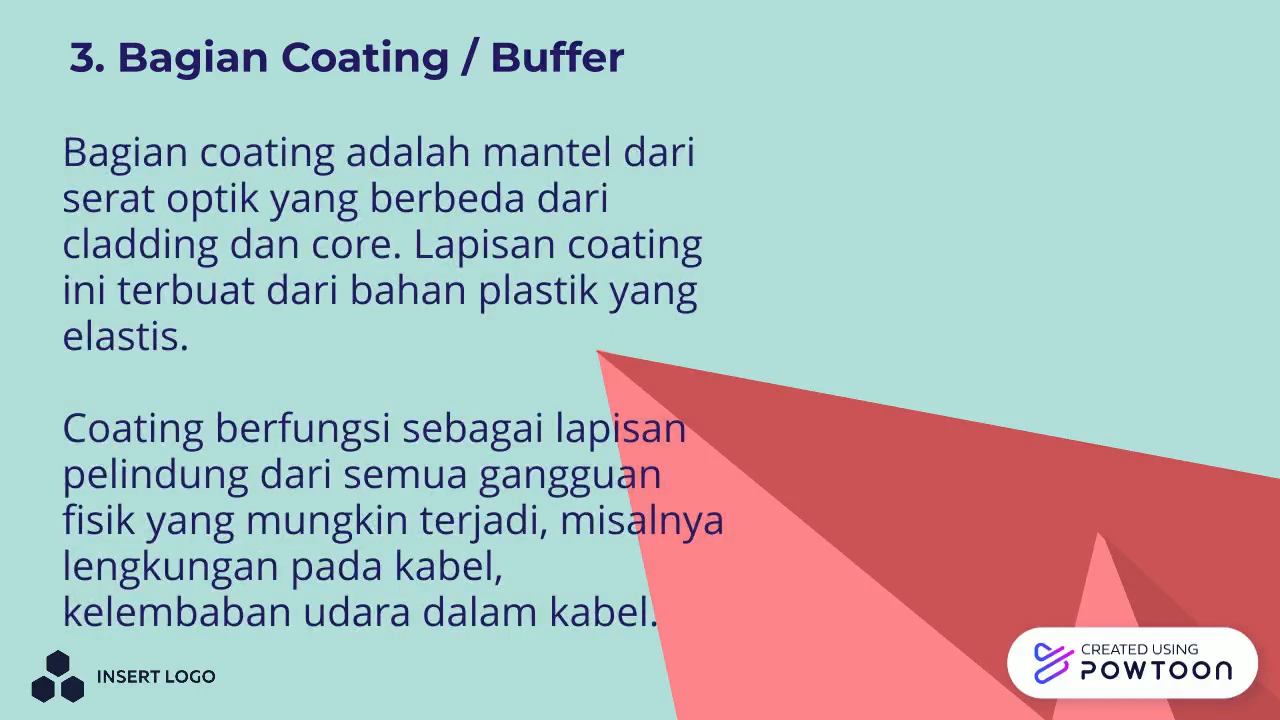 3. Bagian Coating / Buffer
Bagian coating adalah mantel dari
serat optik yang berbeda dari
cladding dan core. Lapisan coating
ini terbuat dari bahan plastik yang
elastis.
Coating berfungsi sebagai lapisan
pelindung dari semua gangguan
fisik yang mungkin terjadi, misalnya
lengkungan pada kabel,
kelembaban udara dalam kabel.
INSERT LOGO
CREATED USING
POWTOON